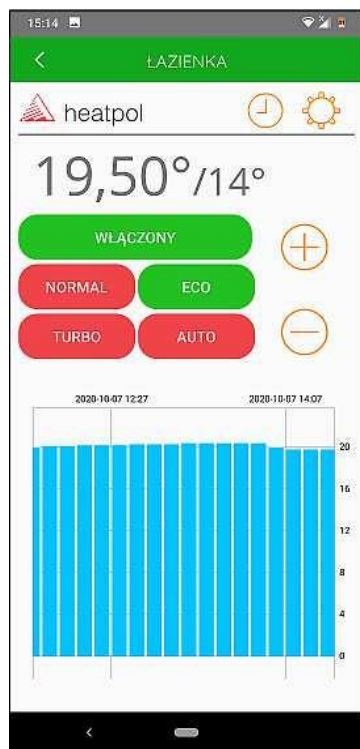 15:14
ŁAZIENKA
heatpol
19,50°/14°
WŁĄCZONY
NORMAL ECO
TURBO AUTO
2020-10-07 12:27 2020-10-07 14:07
20
16
12
8
4
0